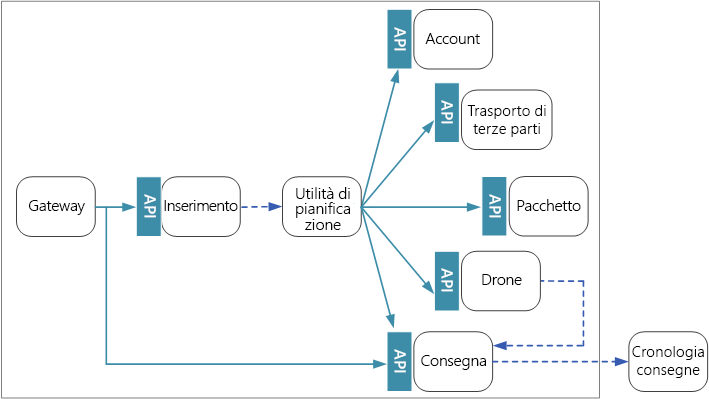 API
Account
API
Trasporto di
terze parti
Gateway
API
Inserimento
Utilità di
pianifica
zione
API
Pacchetto
API
Drone
API
Consegna
Cronologia
consegne